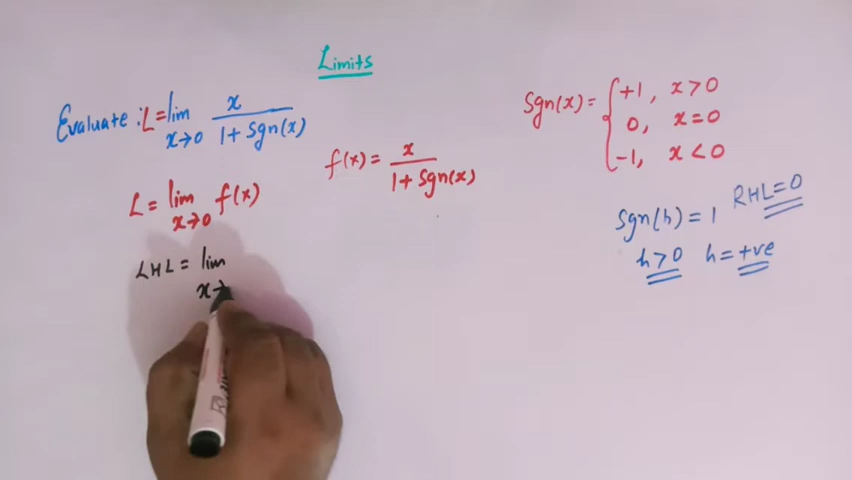 Limits
Evaluate : L = lim x→0 x / (1 + Sgn(x))
f(x) = x / (1 + Sgn(x))
L = lim x→0 f(x)
LHL = lim x→
Sgn(x) = { +1, x > 0
0, x = 0
-1, x < 0
RHL = 0
Sgn(h) = 1
h > 0 h = +ve